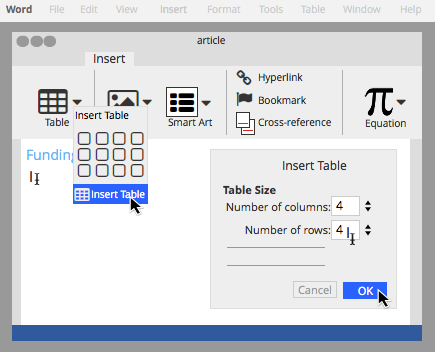 Word File Edit View Insert Format Tools Table Window Help
article
Insert
Table
Smart Art
Hyperlink
Bookmark
Cross-reference
Equation
Insert Table
Insert Table
Funding
Insert Table
Table Size
Number of columns: 4
Number of rows: 4
Cancel OK